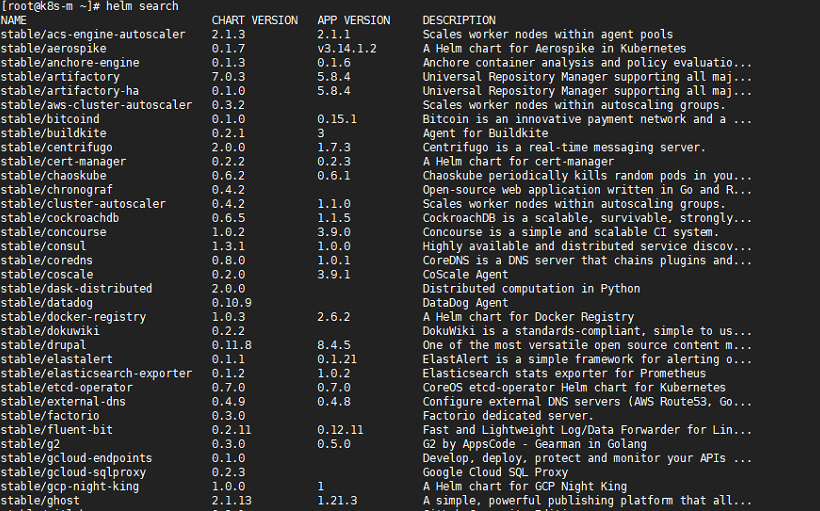 [root@k8s-m ~]# helm search
NAME CHART VERSION APP VERSION DESCRIPTION
stable/acs-engine-autoscaler 2.1.3 2.1.1 Scales worker nodes within agent pools
stable/aerospike 0.1.7 v3.14.1.2 A Helm chart for Aerospike in Kubernetes
stable/anchore-engine 0.1.3 0.1.6 Anchore container analysis and policy evaluatio...
stable/artifactory 7.0.3 5.8.4 Universal Repository Manager supporting all maj...
stable/artifactory-ha 0.1.0 5.8.4 Universal Repository Manager supporting all maj...
stable/aws-cluster-autoscaler 0.3.2 Scales worker nodes within autoscaling groups.
stable/bitcoind 0.1.0 0.15.1 Bitcoin is an innovative payment network and a ...
stable/buildkite 0.2.1 3 Agent for Buildkite
stable/centrifugo 2.0.0 1.7.3 Centrifugo is a real-time messaging server.
stable/cert-manager 0.2.2 0.2.3 A Helm chart for cert-manager
stable/chaoskube 0.6.2 0.6.1 Chaoskube periodically kills random pods in you...
stable/chronograf 0.4.2 Open-source web application written in Go and R...
stable/cluster-autoscaler 0.4.2 1.1.0 Scales worker nodes within autoscaling groups.
stable/cockroachdb 0.6.5 1.1.5 CockroachDB is a scalable, survivable, strongly...
stable/concourse 1.0.2 3.9.0 Concourse is a simple and scalable CI system.
stable/consul 1.3.1 1.0.0 Highly available and distributed service discov...
stable/coredns 0.8.0 1.0.1 CoreDNS is a DNS server that chains plugins and...
stable/coscale 0.2.0 3.9.1 CoScale Agent
stable/dask-distributed 2.0.0 Distributed computation in Python
stable/datadog 0.10.9 DataDog Agent
stable/docker-registry 1.0.3 2.6.2 A Helm chart for Docker Registry
stable/dokuwiki 0.2.2 DokuWiki is a standards-compliant, simple to us...
stable/drupal 0.11.8 8.4.5 One of the most versatile open source content m...
stable/elastalert 0.1.1 0.1.21 ElastAlert is a simple framework for alerting o...
stable/elasticsearch-exporter 0.1.2 1.0.2 Elasticsearch stats exporter for Prometheus
stable/etcd-operator 0.7.0 0.7.0 CoreOS etcd-operator Helm chart for Kubernetes
stable/external-dns 0.4.9 0.4.8 Configure external DNS servers (AWS Route53, Go...
stable/factorio 0.3.0 Factorio dedicated server.
stable/fluent-bit 0.2.11 0.12.11 Fast and Lightweight Log/Data Forwarder for Lin...
stable/g2 0.3.0 0.5.0 G2 by AppsCode - Gearman in Golang
stable/gcloud-endpoints 0.1.0 Develop, deploy, protect and monitor your APIs ...
stable/gcloud-sqlproxy 0.2.3 Google Cloud SQL Proxy
stable/gcp-night-king 1.0.0 1 A Helm chart for GCP Night King
stable/ghost 2.1.13 1.21.3 A simple, powerful publishing platform that all...